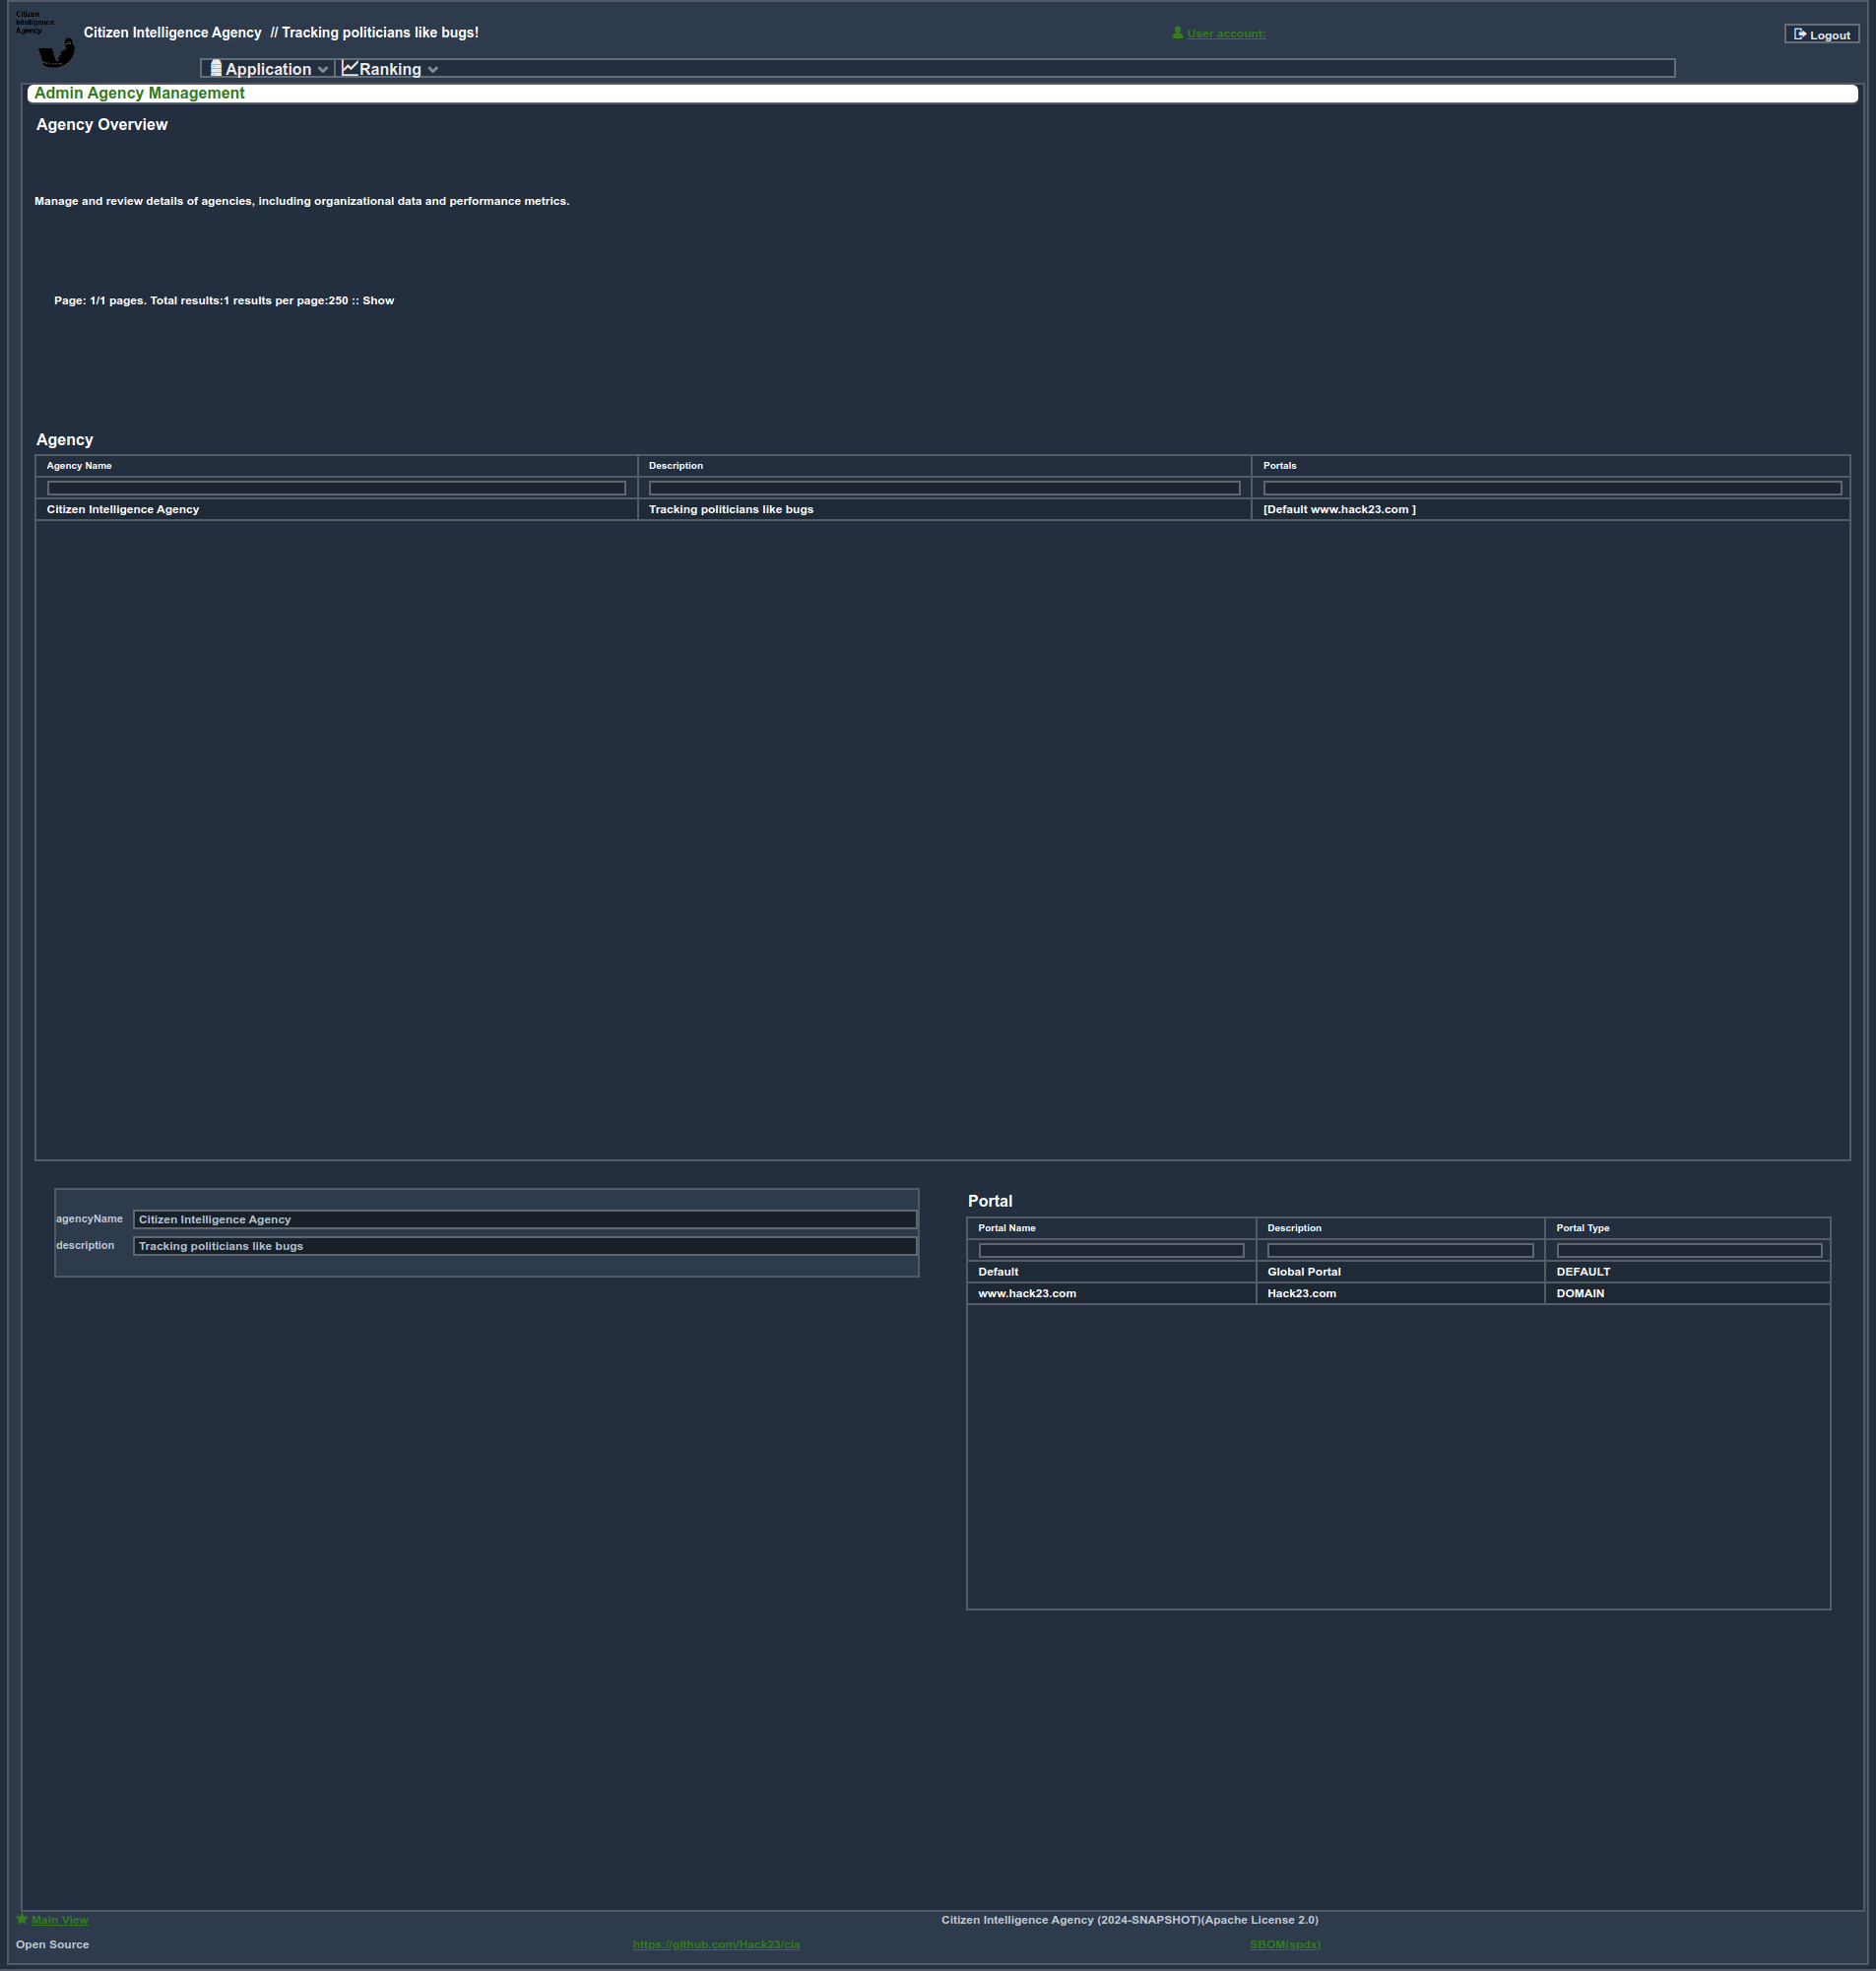 Citizen
Intelligence
Agency
Citizen Intelligence Agency // Tracking politicians like bugs!
User account:
Logout
Application
Ranking
Admin Agency Management
Agency Overview
Manage and review details of agencies, including organizational data and performance metrics.
Page: 1/1 pages. Total results:1 results per page:250 :: Show
Agency
Agency Name Description Portals
Citizen Intelligence Agency Tracking politicians like bugs [Default www.hack23.com ]
agencyName Citizen Intelligence Agency
description Tracking politicians like bugs
Portal
Portal Name Description Portal Type
Default Global Portal DEFAULT
www.hack23.com Hack23.com DOMAIN
Main View Citizen Intelligence Agency (2024-SNAPSHOT)(Apache License 2.0)
Open Source https://github.com/Hack23/cia SBOM(spdx)